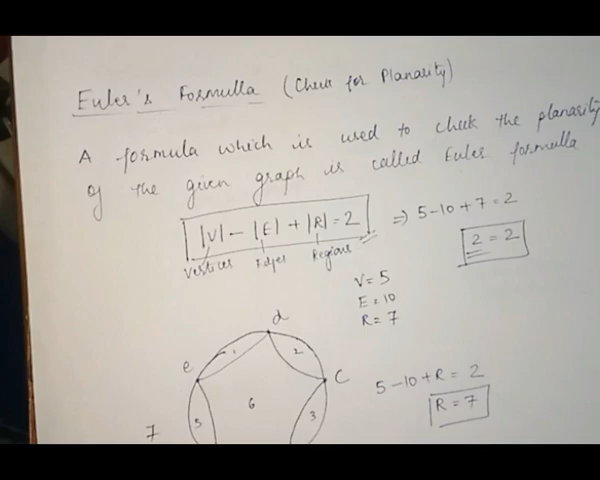 Euler's Formulla (Check for Planarity)
A formula which is used to check the planarity
of the given graph is called Euler formulla
|V| - |E| + |R| = 2 ⇒ 5-10+7=2
Vertices Edges Regions
2 = 2
V=5
E=10
R=7
d
1 2
e C
5-10+R = 2
6
R = 7
5 3
7